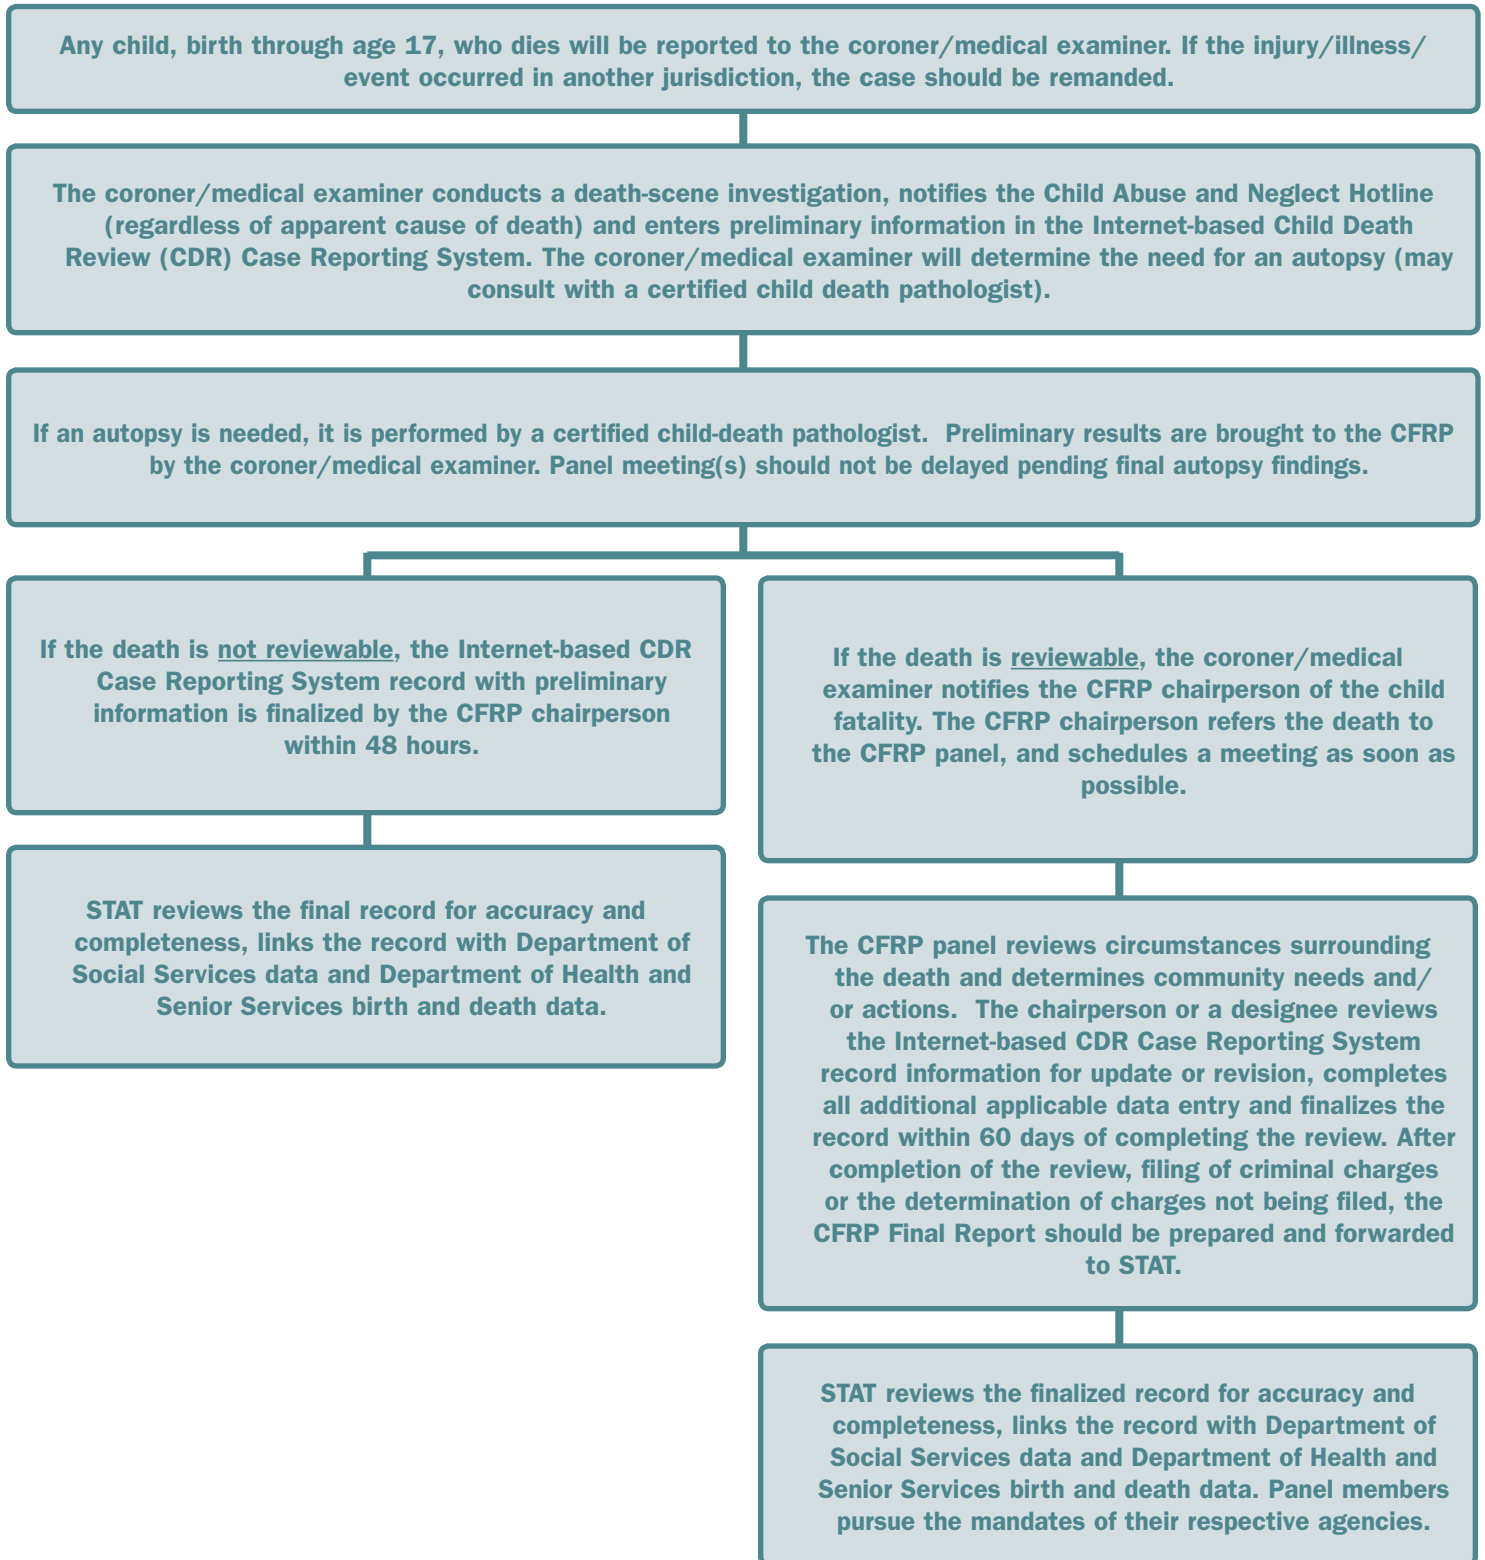 Any child, birth through age 17, who dies will be reported to the coroner/medical examiner. If the injury/illness/
event occurred in another jurisdiction, the case should be remanded.
The coroner/medical examiner conducts a death-scene investigation, notifies the Child Abuse and Neglect Hotline
(regardless of apparent cause of death) and enters preliminary information in the Internet-based Child Death
Review (CDR) Case Reporting System. The coroner/medical examiner will determine the need for an autopsy (may
consult with a certified child death pathologist).
If an autopsy is needed, it is performed by a certified child-death pathologist.  Preliminary results are brought to the CFRP
by the coroner/medical examiner. Panel meeting(s) should not be delayed pending final autopsy findings.
If the death is not reviewable, the Internet-based CDR
Case Reporting System record with preliminary
information is finalized by the CFRP chairperson
within 48 hours.
STAT reviews the final record for accuracy and
completeness, links the record with Department of
Social Services data and Department of Health and
Senior Services birth and death data.
If the death is reviewable, the coroner/medical
examiner notifies the CFRP chairperson of the child
fatality. The CFRP chairperson refers the death to
the CFRP panel, and schedules a meeting as soon as
possible.
The CFRP panel reviews circumstances surrounding
the death and determines community needs and/
or actions.  The chairperson or a designee reviews
the Internet-based CDR Case Reporting System
record information for update or revision, completes
all additional applicable data entry and finalizes the
record within 60 days of completing the review. After
completion of the review, filing of criminal charges
or the determination of charges not being filed, the
CFRP Final Report should be prepared and forwarded
to STAT.
STAT reviews the finalized record for accuracy and
completeness, links the record with Department of
Social Services data and Department of Health and
Senior Services birth and death data. Panel members
pursue the mandates of their respective agencies.